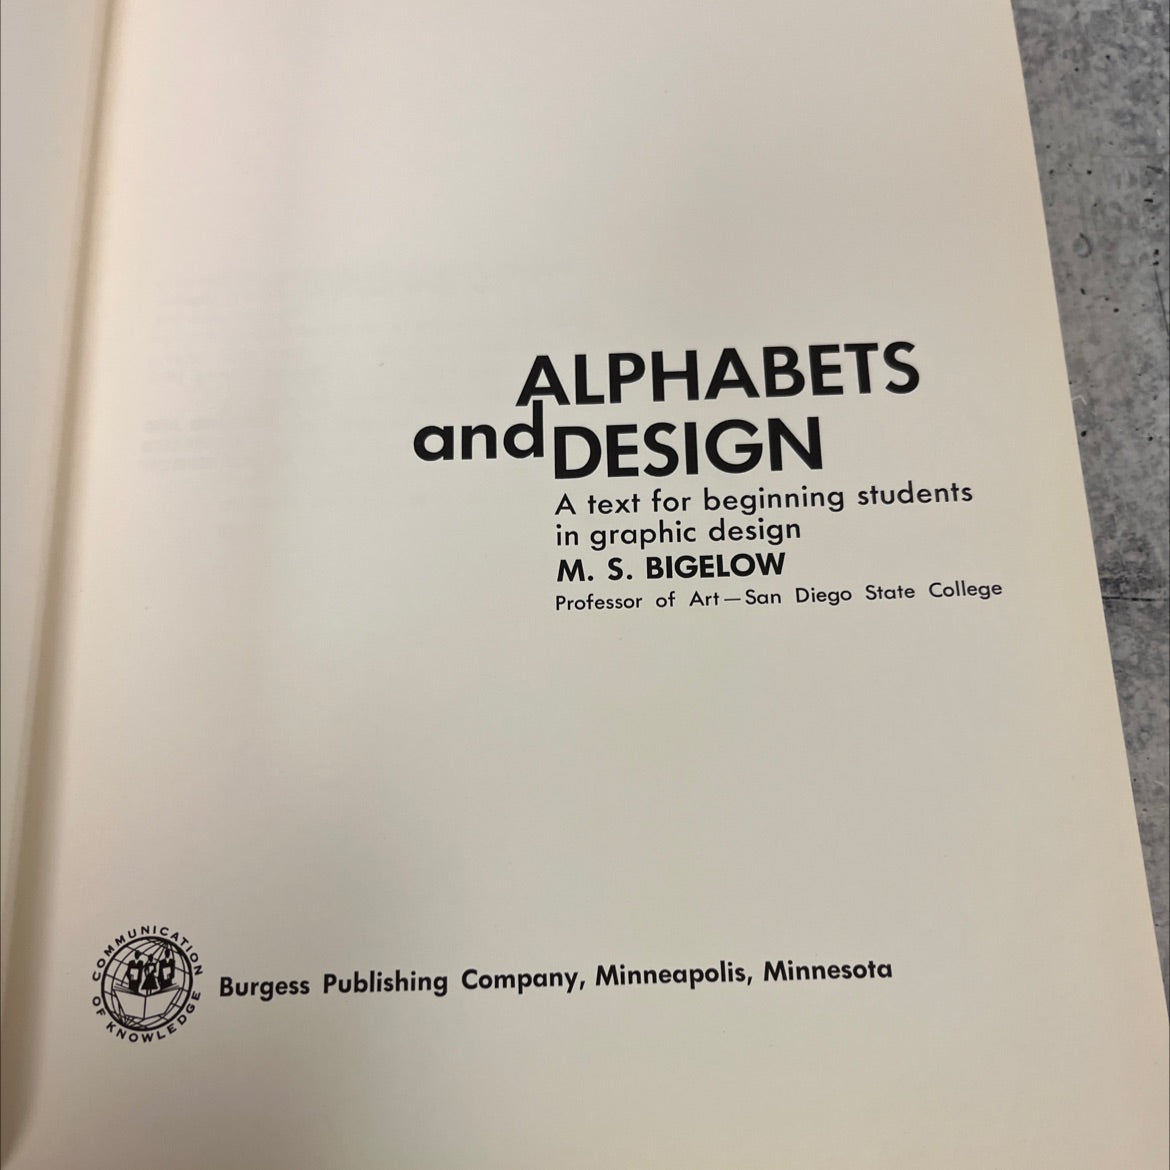 ALPHABETS
and DESIGN
A text for beginning students
in graphic design
M. S. BIGELOW
Professor of Art—San Diego State College
COMMUNICATION
OF KNOWLEDGE
Burgess Publishing Company, Minneapolis, Minnesota